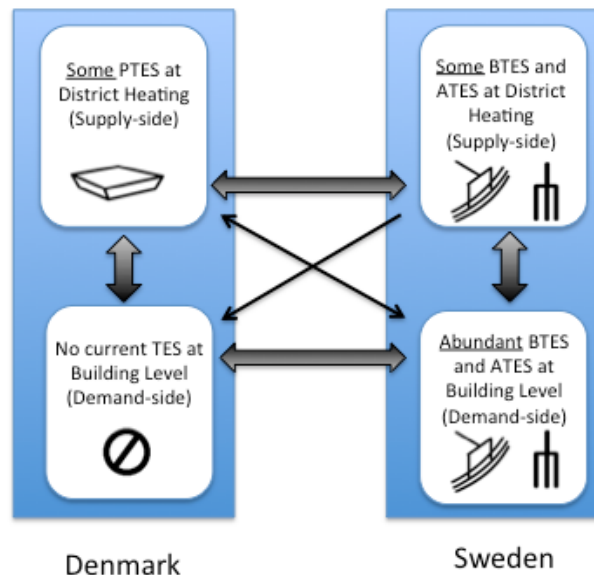 Some PTES at
District Heating
(Supply-side)
Some BTES and
ATES at District
Heating
(Supply-side)
No current TES at
Building Level
(Demand-side)
Abundant BTES
and ATES at
Building Level
(Demand-side)
Denmark
Sweden